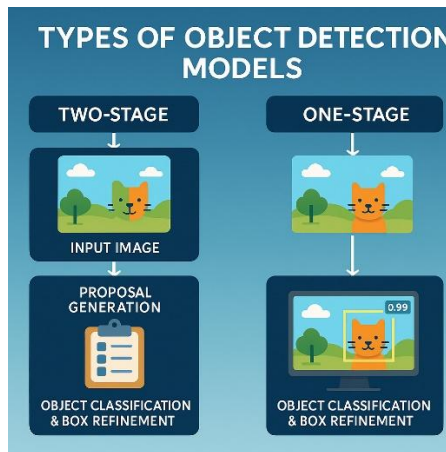 TYPES OF OBJECT DETECTION
MODELS
TWO-STAGE
INPUT IMAGE
PROPOSAL
GENERATION
OBJECT CLASSIFICATION
& BOX REFINEMENT
ONE-STAGE
0.99
OBJECT CLASSIFICATION
& BOX REFINEMENT